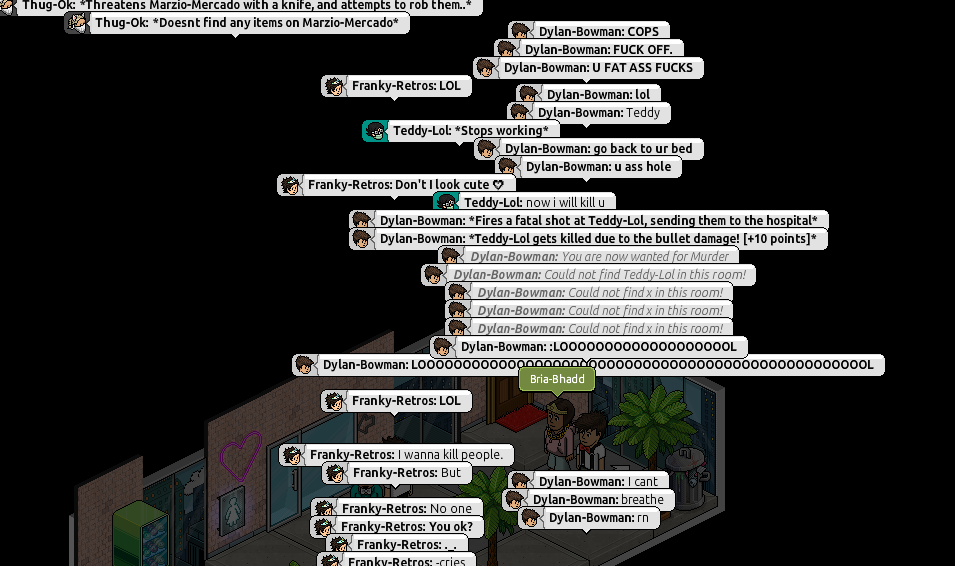 Thug-Ok: *Threatens Marzio-Mercado with a knife, and attempts to rob them..*
Thug-Ok: *Doesnt find any items on Marzio-Mercado*
Dylan-Bowman: COPS
Dylan-Bowman: FUCK OFF.
Dylan-Bowman: U FAT ASS FUCKS
Franky-Retros: LOL
Dylan-Bowman: lol
Dylan-Bowman: Teddy
Teddy-Lol: *Stops working*
Dylan-Bowman: go back to ur bed
Dylan-Bowman: u ass hole
Franky-Retros: Don't I look cute ♡
Teddy-Lol: now i will kill u
Dylan-Bowman: *Fires a fatal shot at Teddy-Lol, sending them to the hospital*
Dylan-Bowman: *Teddy-Lol gets killed due to the bullet damage! [+10 points]*
Dylan-Bowman: You are now wanted for Murder
Dylan-Bowman: Could not find Teddy-Lol in this room!
Dylan-Bowman: Could not find x in this room!
Dylan-Bowman: Could not find x in this room!
Dylan-Bowman: Could not find x in this room!
Dylan-Bowman: :LOOOOOOOOOOOOOOOOOOOL
Dylan-Bowman: LOOOOOOOOOOOOOOOOOOOOOOOOOOOOOOOOOOOOOOOOOOOOOOOOOOL
Bria-Bhadd
Franky-Retros: LOL
Franky-Retros: I wanna kill people.
Franky-Retros: But
Dylan-Bowman: I cant
Dylan-Bowman: breathe
Franky-Retros: No one
Dylan-Bowman: rn
Franky-Retros: You ok?
Franky-Retros: ._.
Franky-Retros: -cries